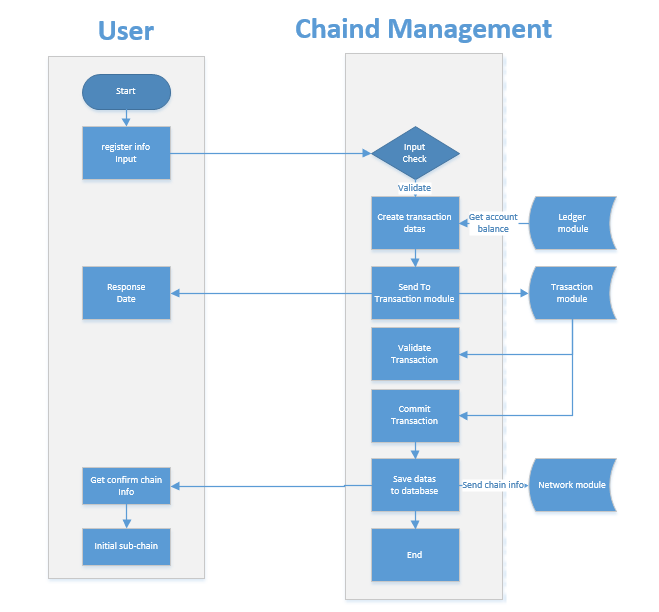 User
Chaind Management
Start
register info
Input
Input
Check
Validate
Create transaction
datas
Get account
balance
Ledger
module
Response
Date
Send To
Transaction module
Trasaction
module
Validate
Transaction
Commit
Transaction
Get confirm chain
Info
Save datas
to database
Send chain info
Network module
Initial sub-chain
End